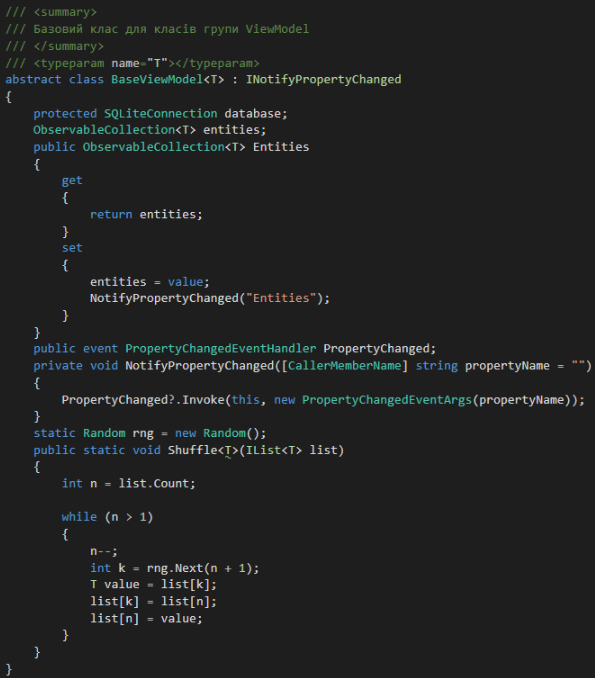 /// <summary>
/// Базовий клас для класів групи ViewModel
/// </summary>
/// <typeparam name="T"></typeparam>
abstract class BaseViewModel<T> : INotifyPropertyChanged
{
    protected SQLiteConnection database;
    ObservableCollection<T> entities;
    public ObservableCollection<T> Entities
    {
        get
        {
            return entities;
        }
        set
        {
            entities = value;
            NotifyPropertyChanged("Entities");
        }
    }
    public event PropertyChangedEventHandler PropertyChanged;
    private void NotifyPropertyChanged([CallerMemberName] string propertyName = "")
    {
        PropertyChanged?.Invoke(this, new PropertyChangedEventArgs(propertyName));
    }
    static Random rng = new Random();
    public static void Shuffle<T>(IList<T> list)
    {
        int n = list.Count;

        while (n > 1)
        {
            n--;
            int k = rng.Next(n + 1);
            T value = list[k];
            list[k] = list[n];
            list[n] = value;
        }
    }
}